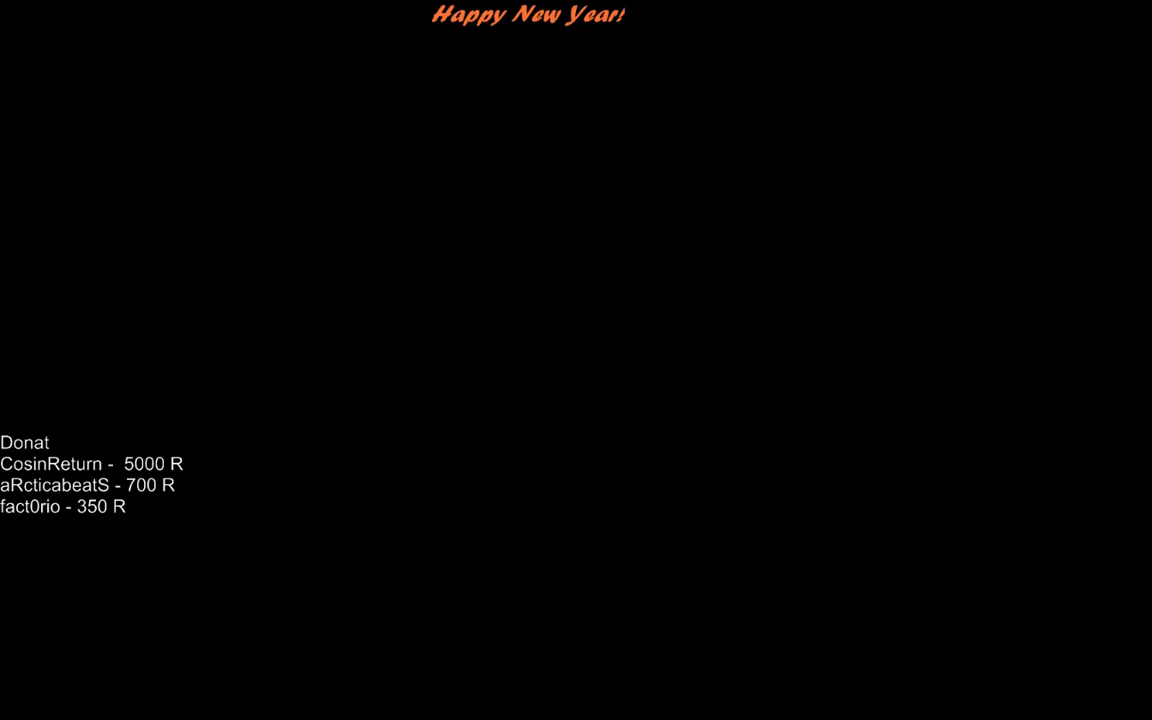 Happy New Year!
Donat
CosinReturn -  5000 R
aRcticabeatS - 700 R
fact0rio - 350 R